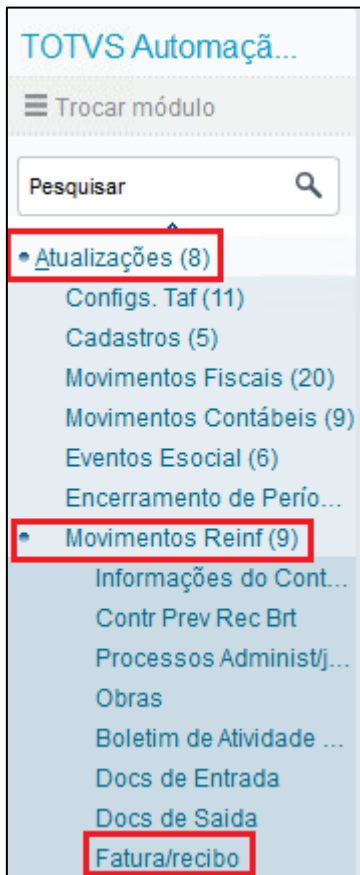 TOTVS Automaçã...
Trocar módulo
Pesquisar
Atualizações (8)
Configs. Taf (11)
Cadastros (5)
Movimentos Fiscais (20)
Movimentos Contábeis (9)
Eventos Esocial (6)
Encerramento de Perío...
Movimentos Reinf (9)
Informações do Cont...
Contr Prev Rec Brt
Processos Administ/j...
Obras
Boletim de Atividade ...
Docs de Entrada
Docs de Saida
Fatura/recibo